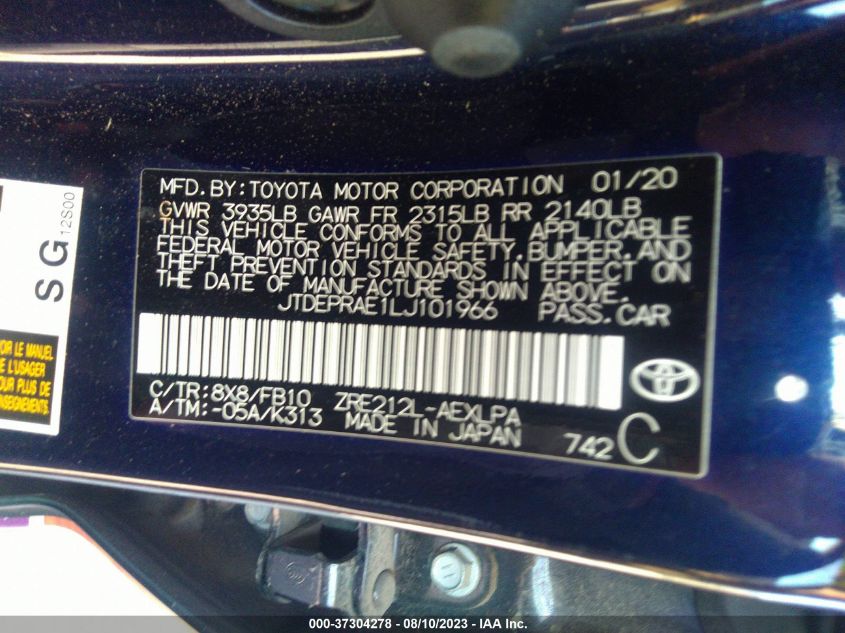 MFD. BY: TOYOTA MOTOR CORPORATION 01/20
GVWR 3935LB GAWR FR 2315LB RR 2140LB
THIS VEHICLE CONFORMS TO ALL APPLICABLE
FEDERAL MOTOR VEHICLE SAFETY, BUMPER, AND
THEFT PREVENTION STANDARDS IN EFFECT ON
THE DATE OF MANUFACTURE SHOWN ABOVE.
JTDEPRAE1LJ101966 PASS. CAR
C/TR: 8X8/FB10 ZRE212L-AEXLPA
A/TM: -05A/K313 MADE IN JAPAN 742 C
SG 12S00
OIR LE MANUEL
E L'USAGER
OUR PLUS DE
000-37304278 - 08/10/2023 - IAA Inc.